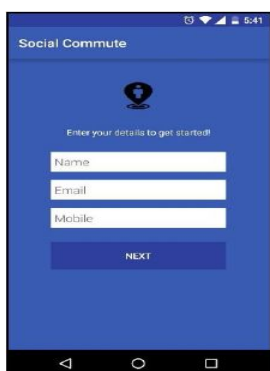 5:41
Social Commute
Enter your details to get started!
Name
Email
Mobile
NEXT